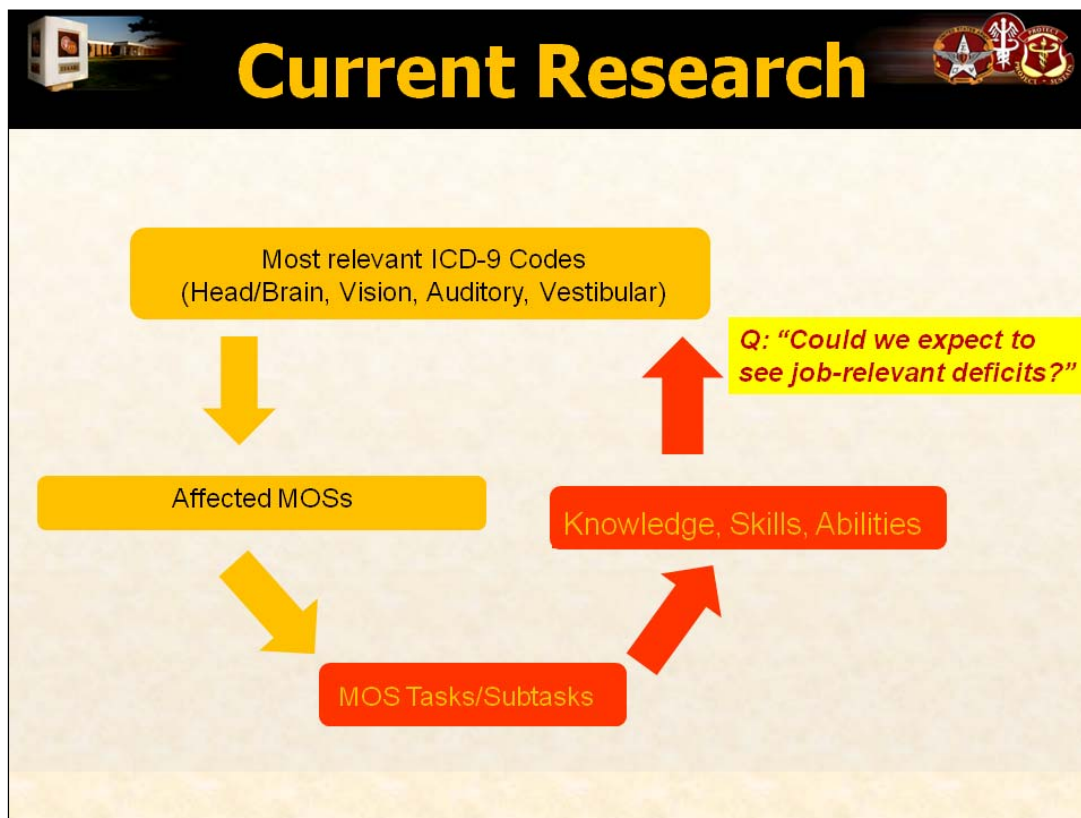 Current Research
Most relevant ICD-9 Codes
(Head/Brain, Vision, Auditory, Vestibular)
Q: “Could we expect to
see job-relevant deficits?”
Affected MOSs
Knowledge, Skills, Abilities
MOS Tasks/Subtasks